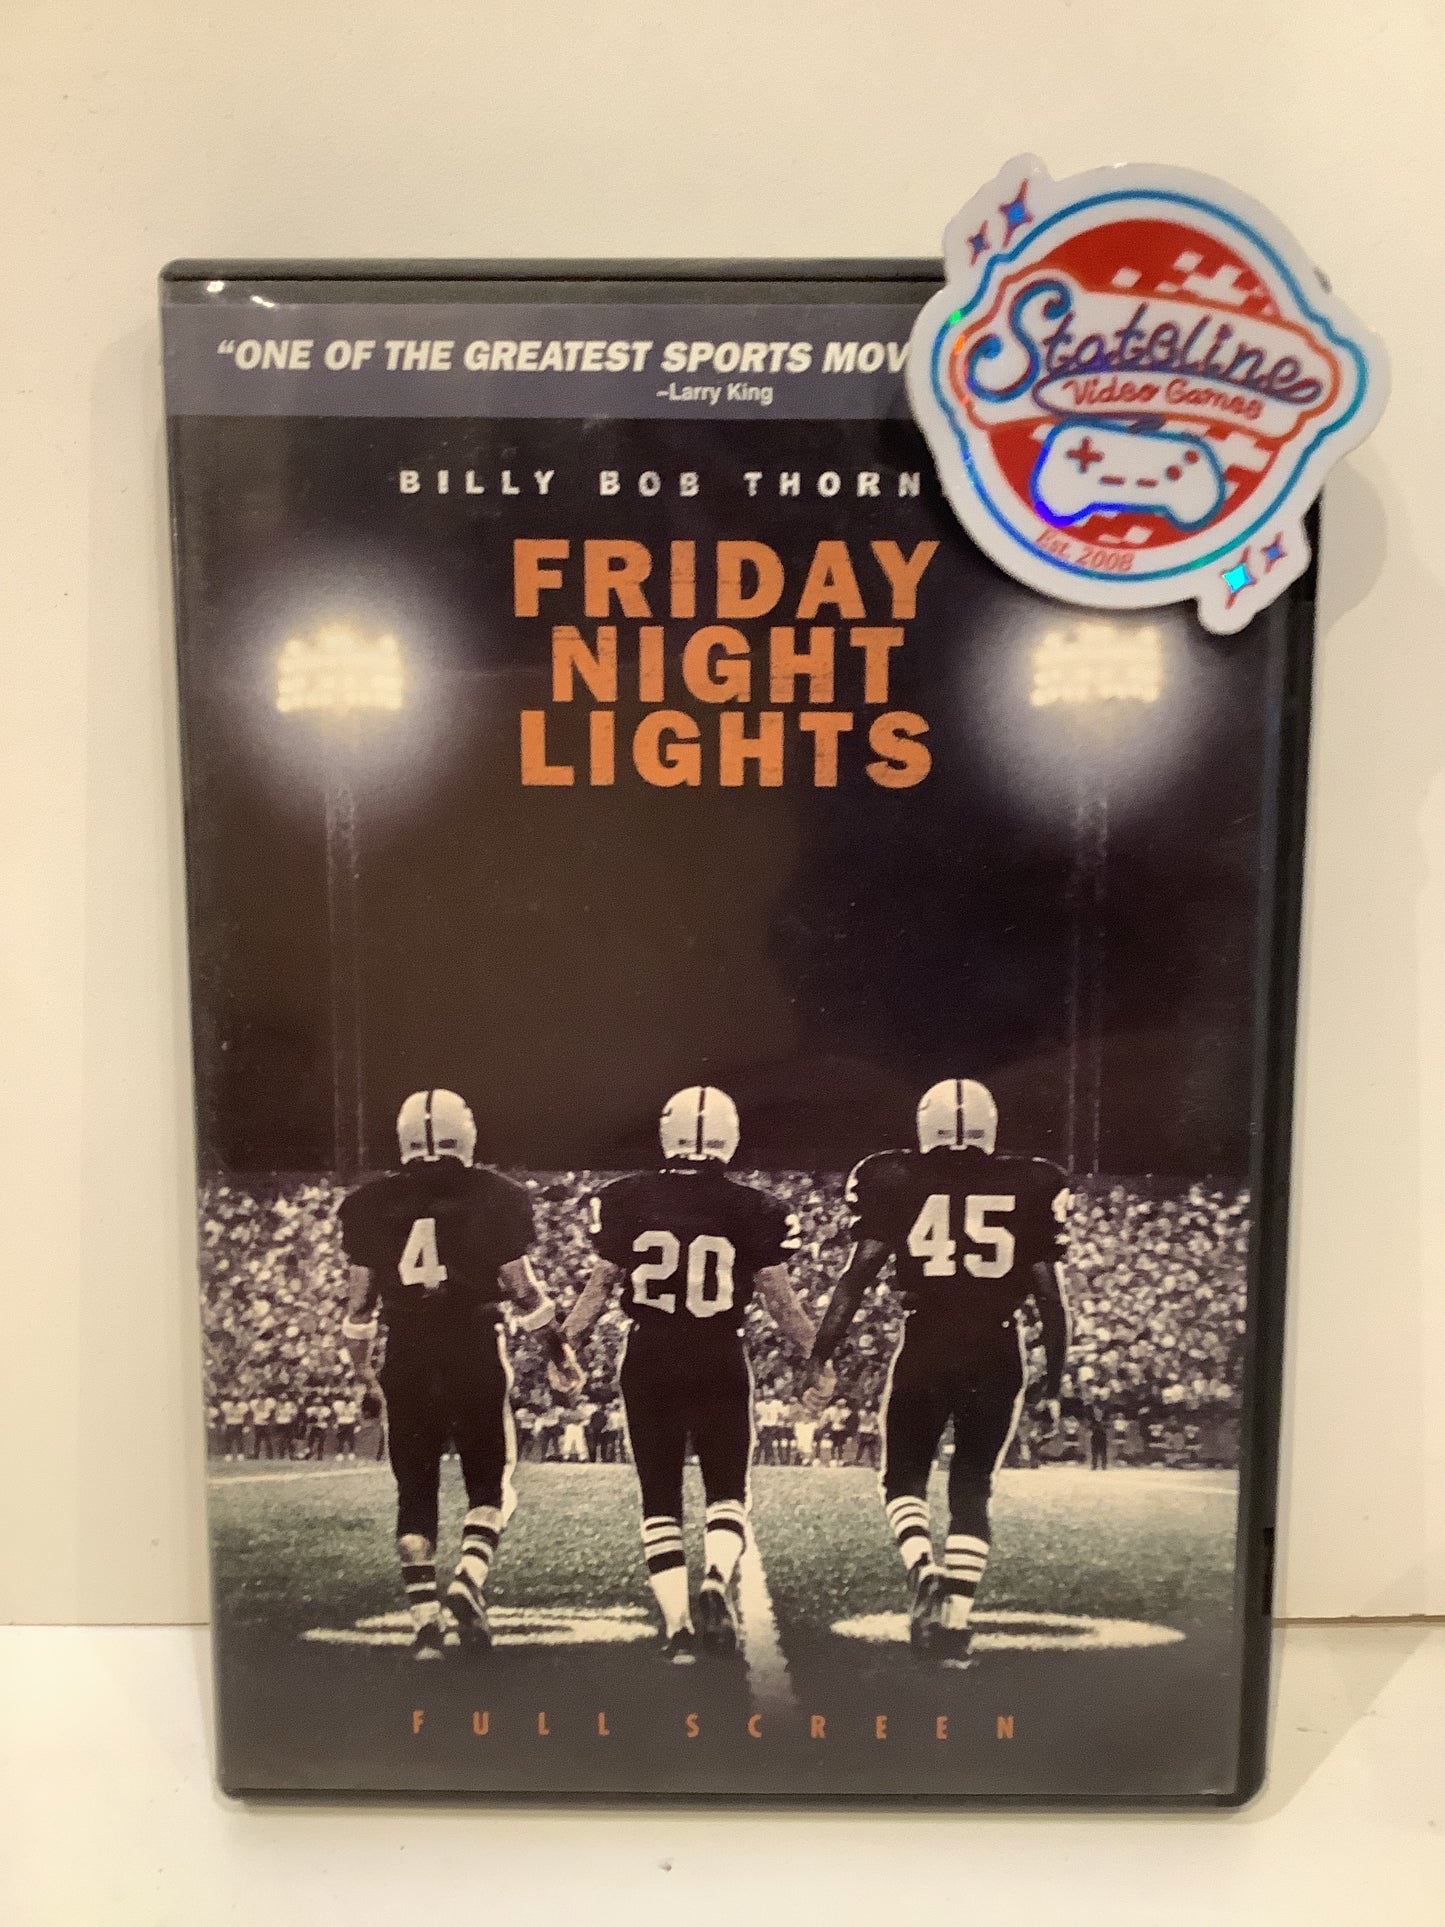 "ONE OF THE GREATEST SPORTS MOV
-Larry King
BILLY BOB THORN
FRIDAY
NIGHT
LIGHTS
Stateline
Video Games
Est. 2008
4
20
2
45
FULL SCREEN